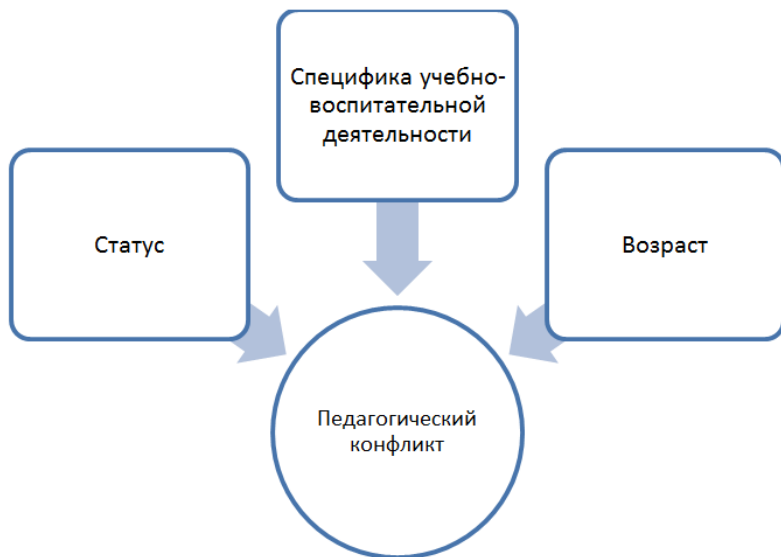 Специфика учебно-
воспитательной
деятельности
Статус
Возраст
Педагогический
конфликт